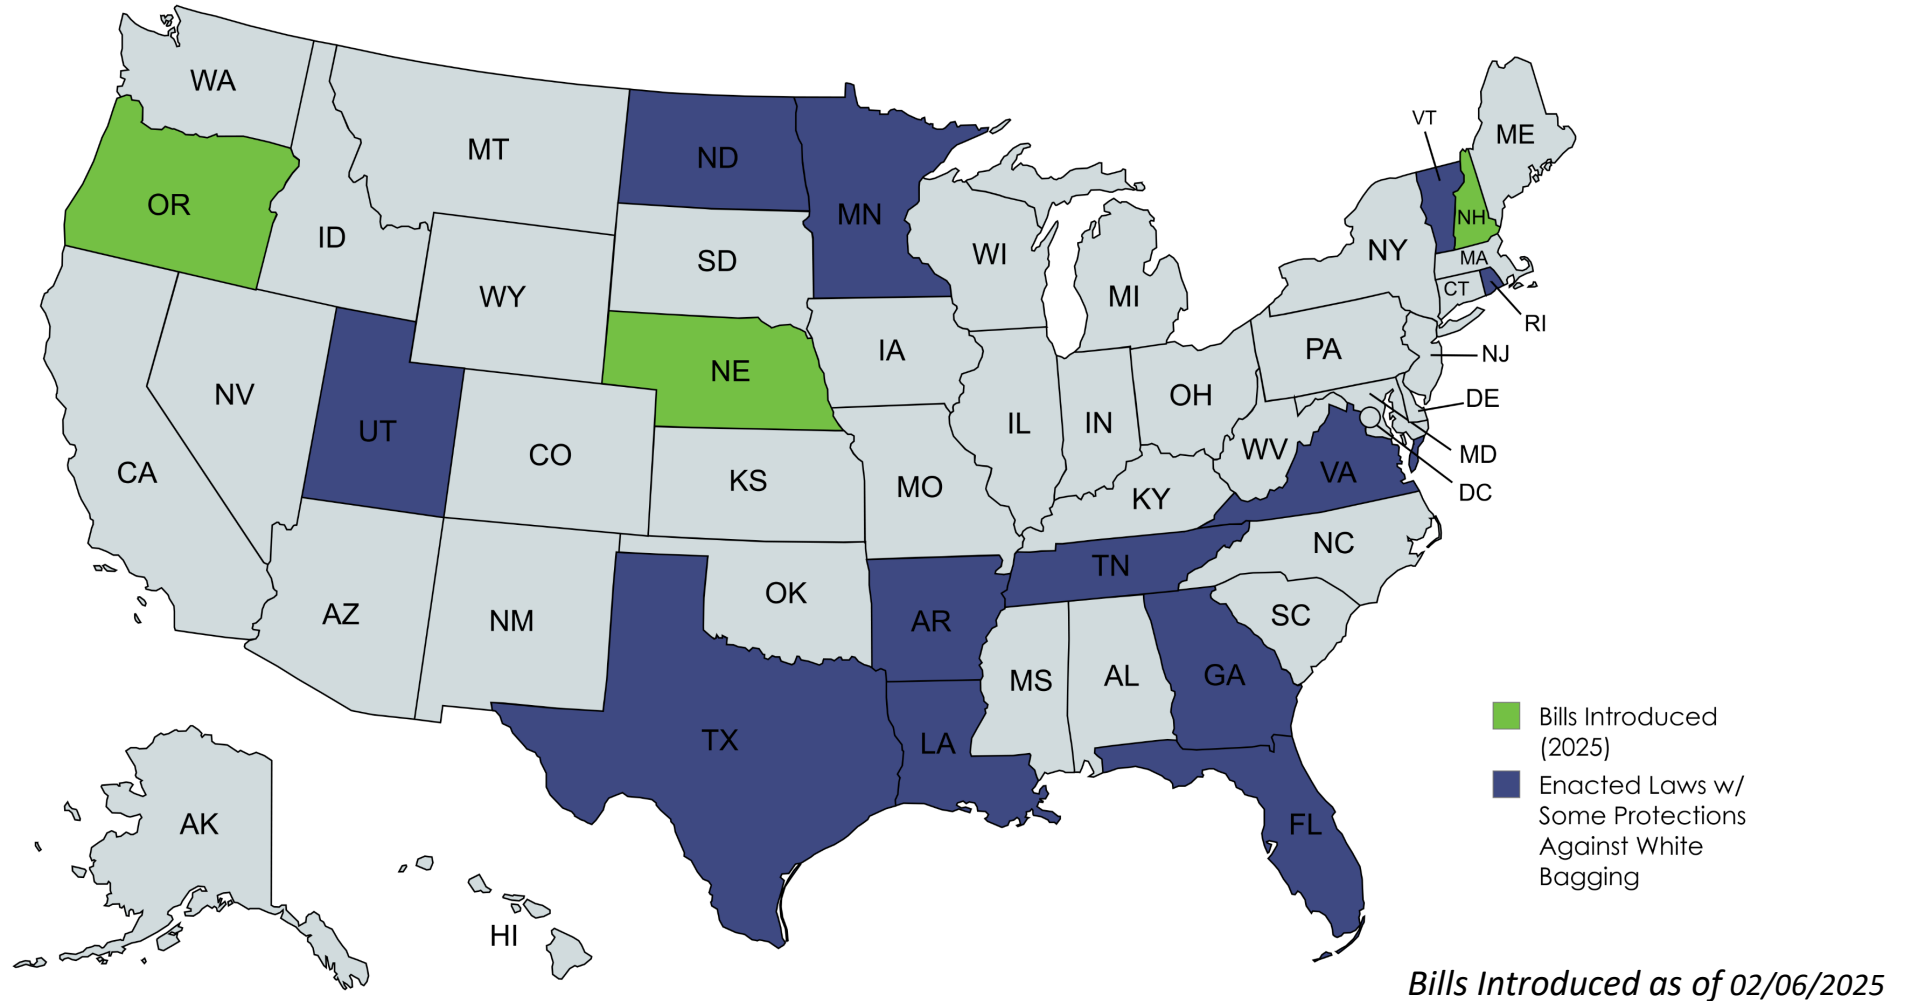 WA
MT
ND
MN
VT
ME
OR
ID
SD
WI
NH
NY
MA
WY
MI
CT
RI
IA
PA
NJ
NE
NV
OH
DE
UT
IL
IN
CO
WV
MD
CA
KS
MO
KY
VA
DC
NC
TN
OK
AZ
NM
AR
SC
MS
AL
GA
TX
LA
AK
FL
HI
Bills Introduced
(2025)
Enacted Laws w/
Some Protections
Against White
Bagging
Bills Introduced as of 02/06/2025